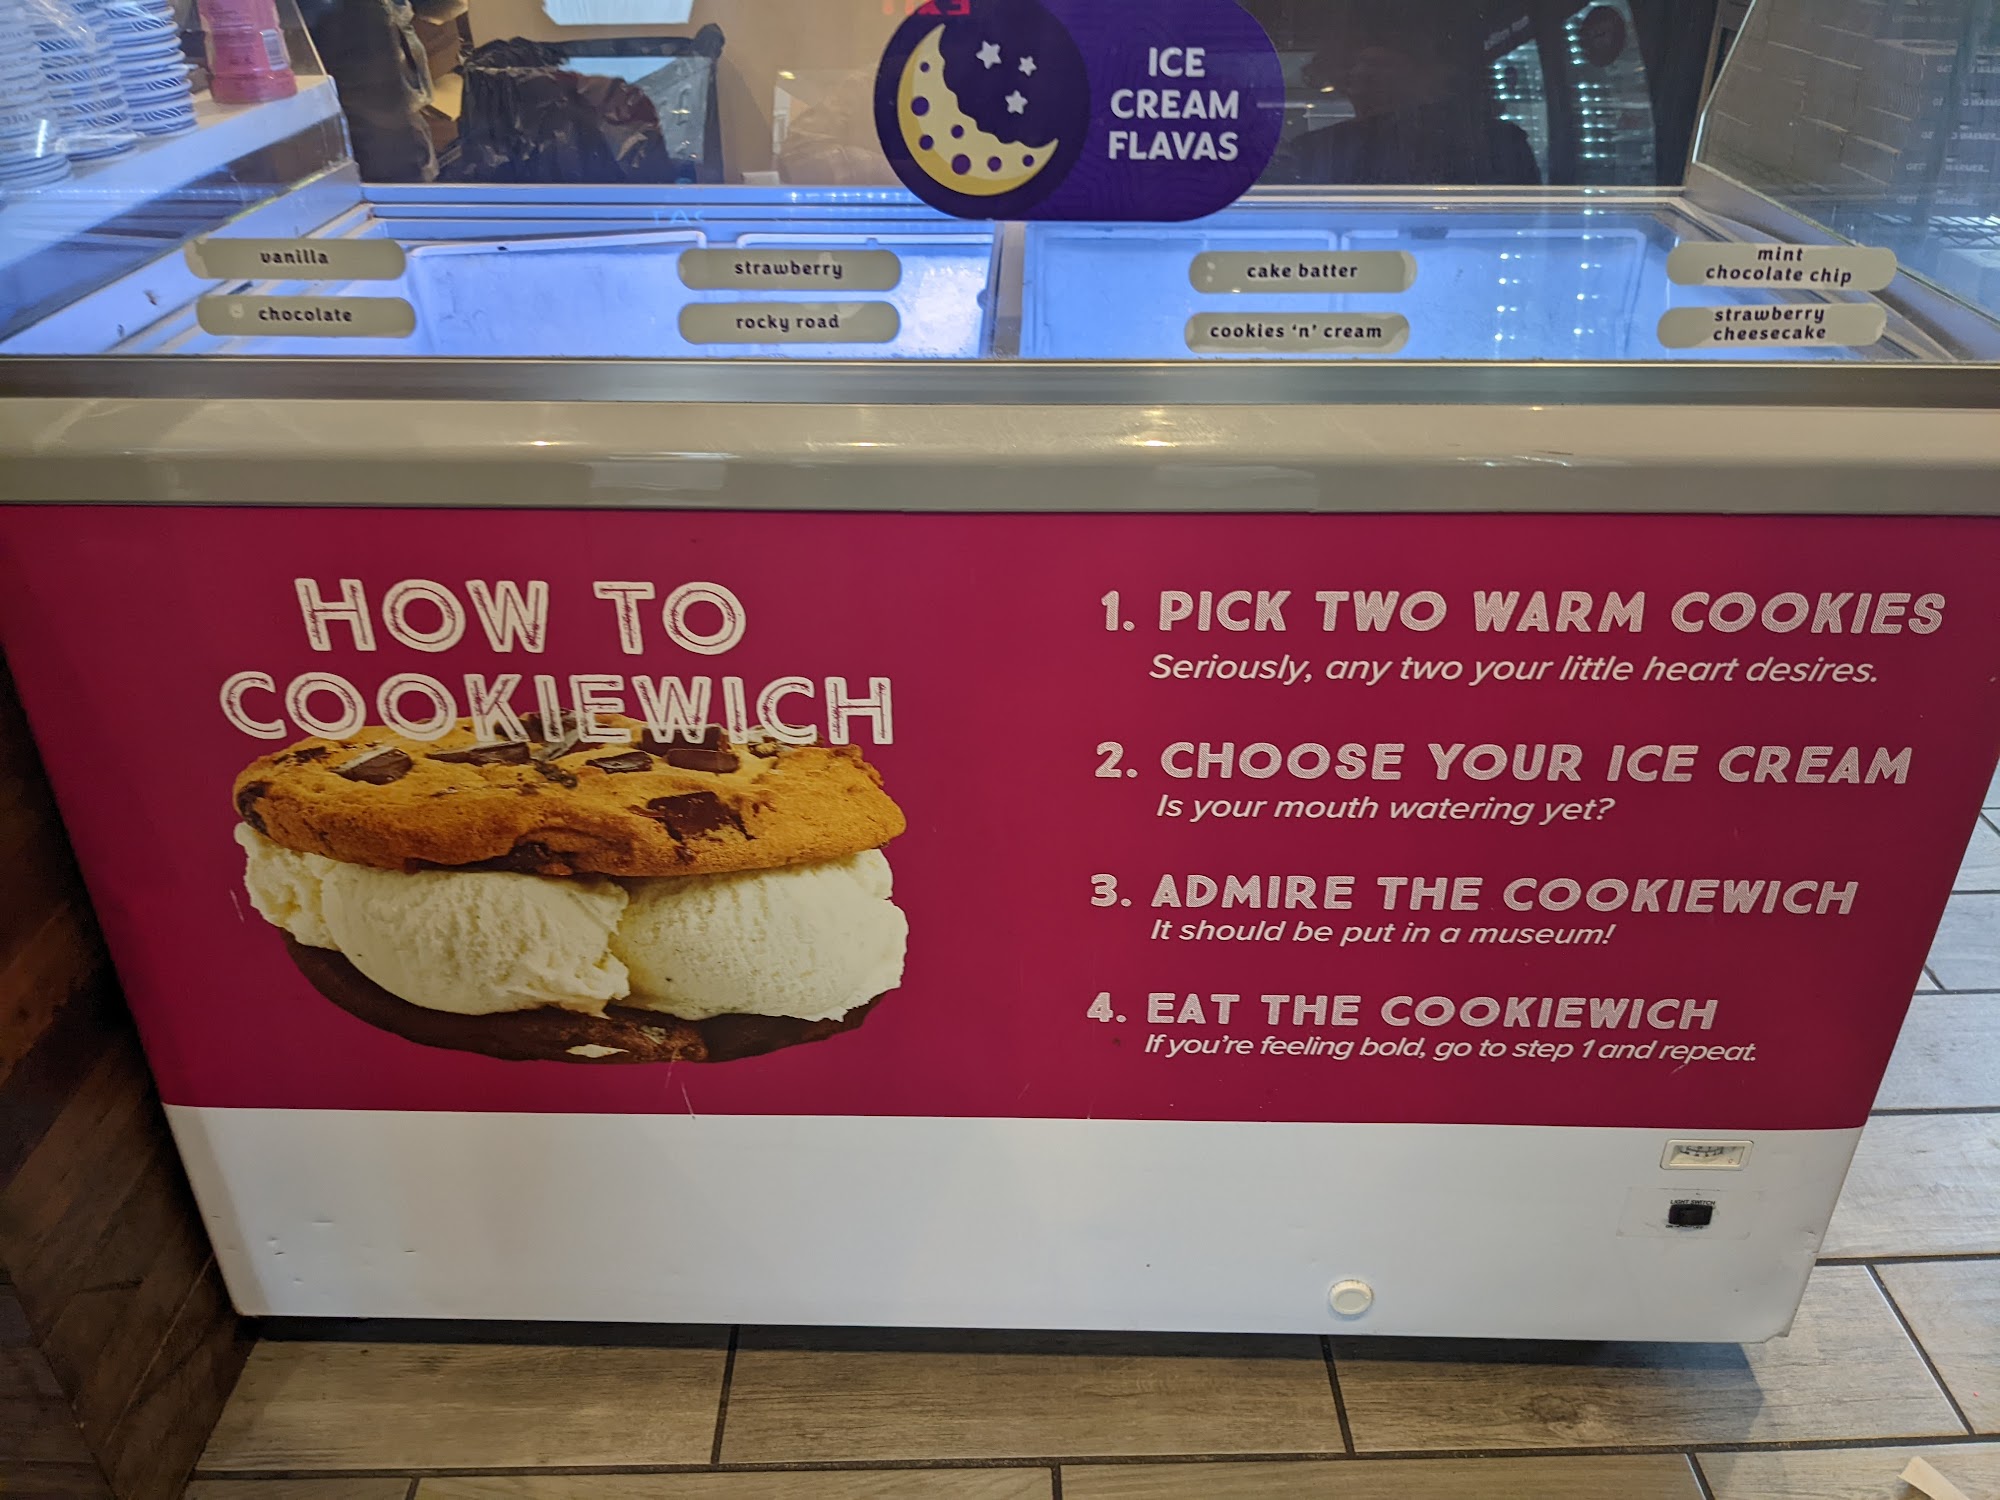 EXIT
ICE
CREAM
FLAVAS
vanilla
strawberry
cake batter
mint
chocolate chip
chocolate
rocky road
cookies 'n' cream
strawberry
cheesecake
HOW TO
COOKIEWICH
1. PICK TWO WARM COOKIES
Seriously, any two your little heart desires.
2. CHOOSE YOUR ICE CREAM
Is your mouth watering yet?
3. ADMIRE THE COOKIEWICH
It should be put in a museum!
4. EAT THE COOKIEWICH
If you're feeling bold, go to step 1 and repeat.
LIGHT SWITCH